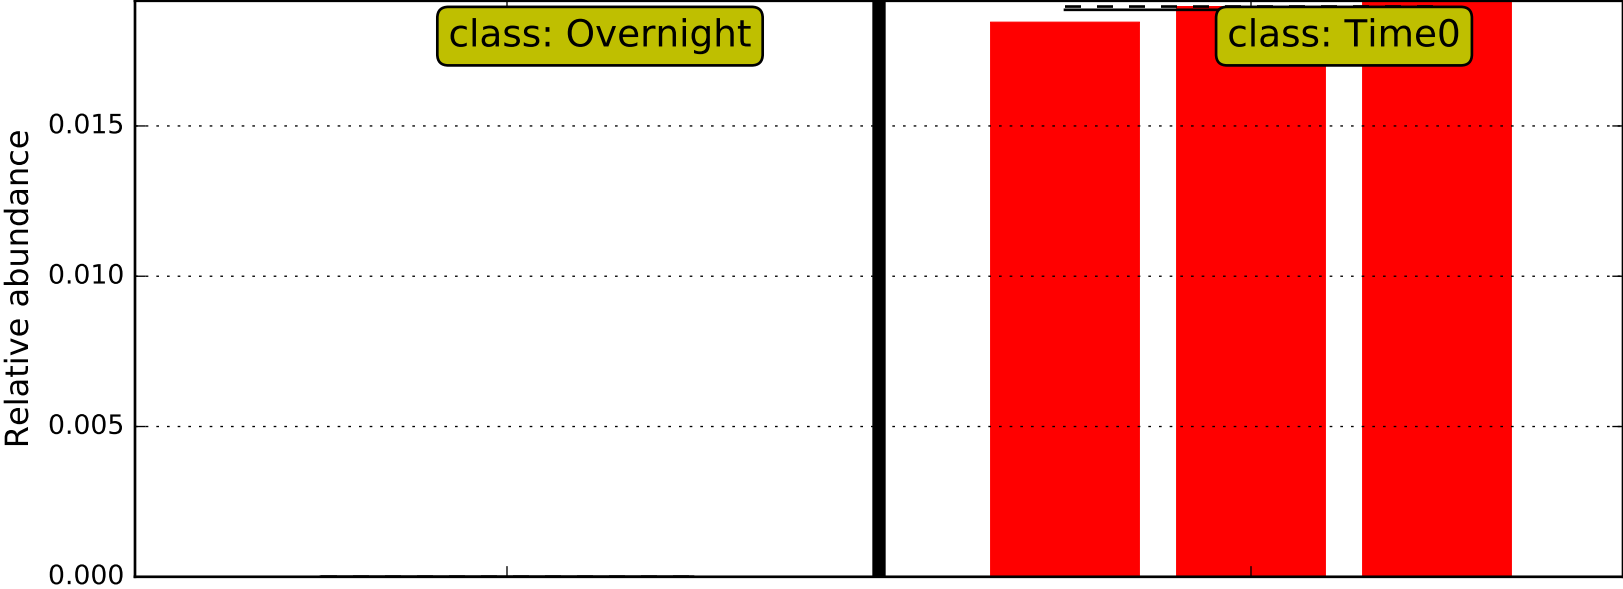 class: Overnight
class: Time0
Relative abundance
0.015
0.010
0.005
0.000